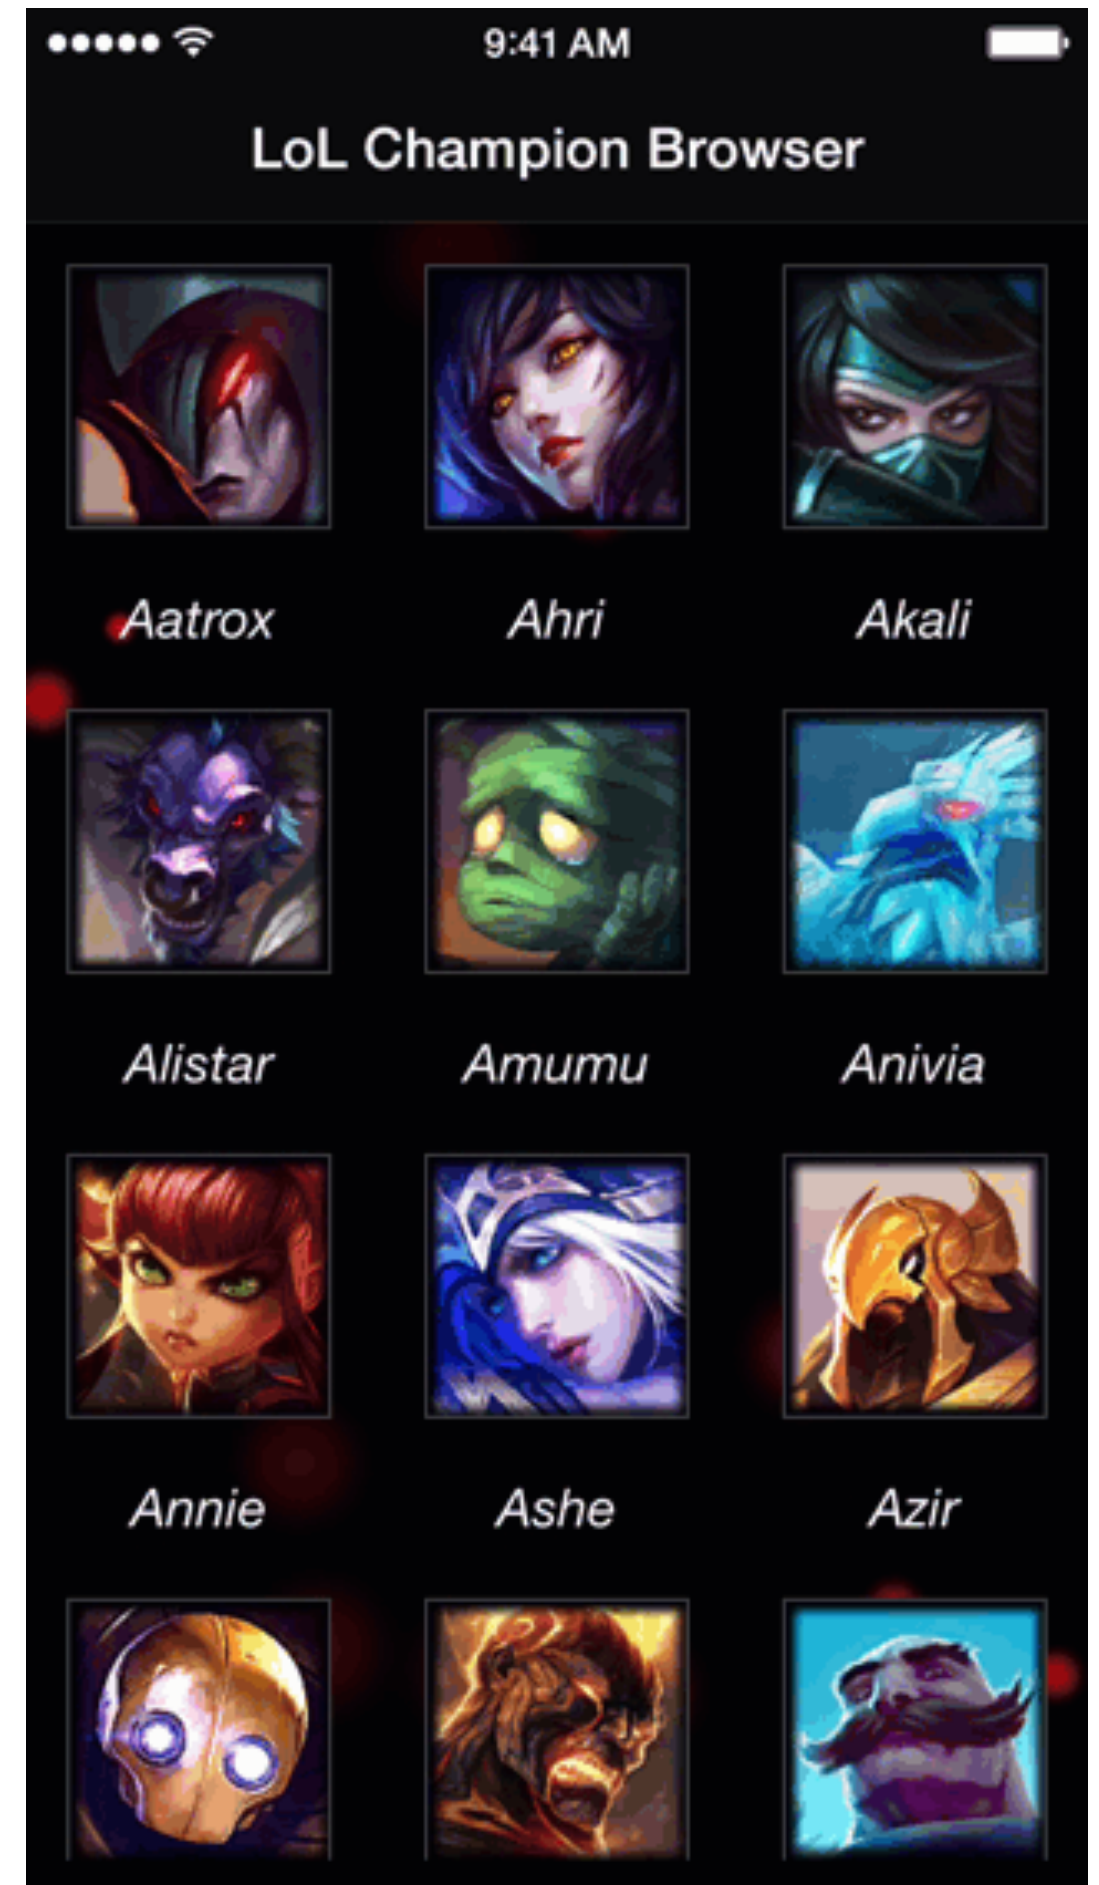 9:41 AM
LoL Champion Browser
Aatrox Ahri Akali
Alistar Amumu Anivia
Annie Ashe Azir